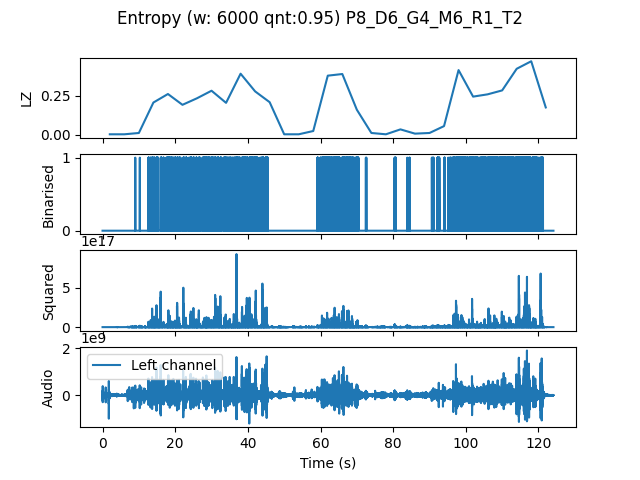 Entropy (w: 6000 qnt:0.95) P8_D6_G4_M6_R1_T2
LZ
0.25
0.00
Binarised
1
0
1e17
Squared
5
0
1e9
Audio
2
0
Left channel
0 20 40 60 80 100 120
Time (s)